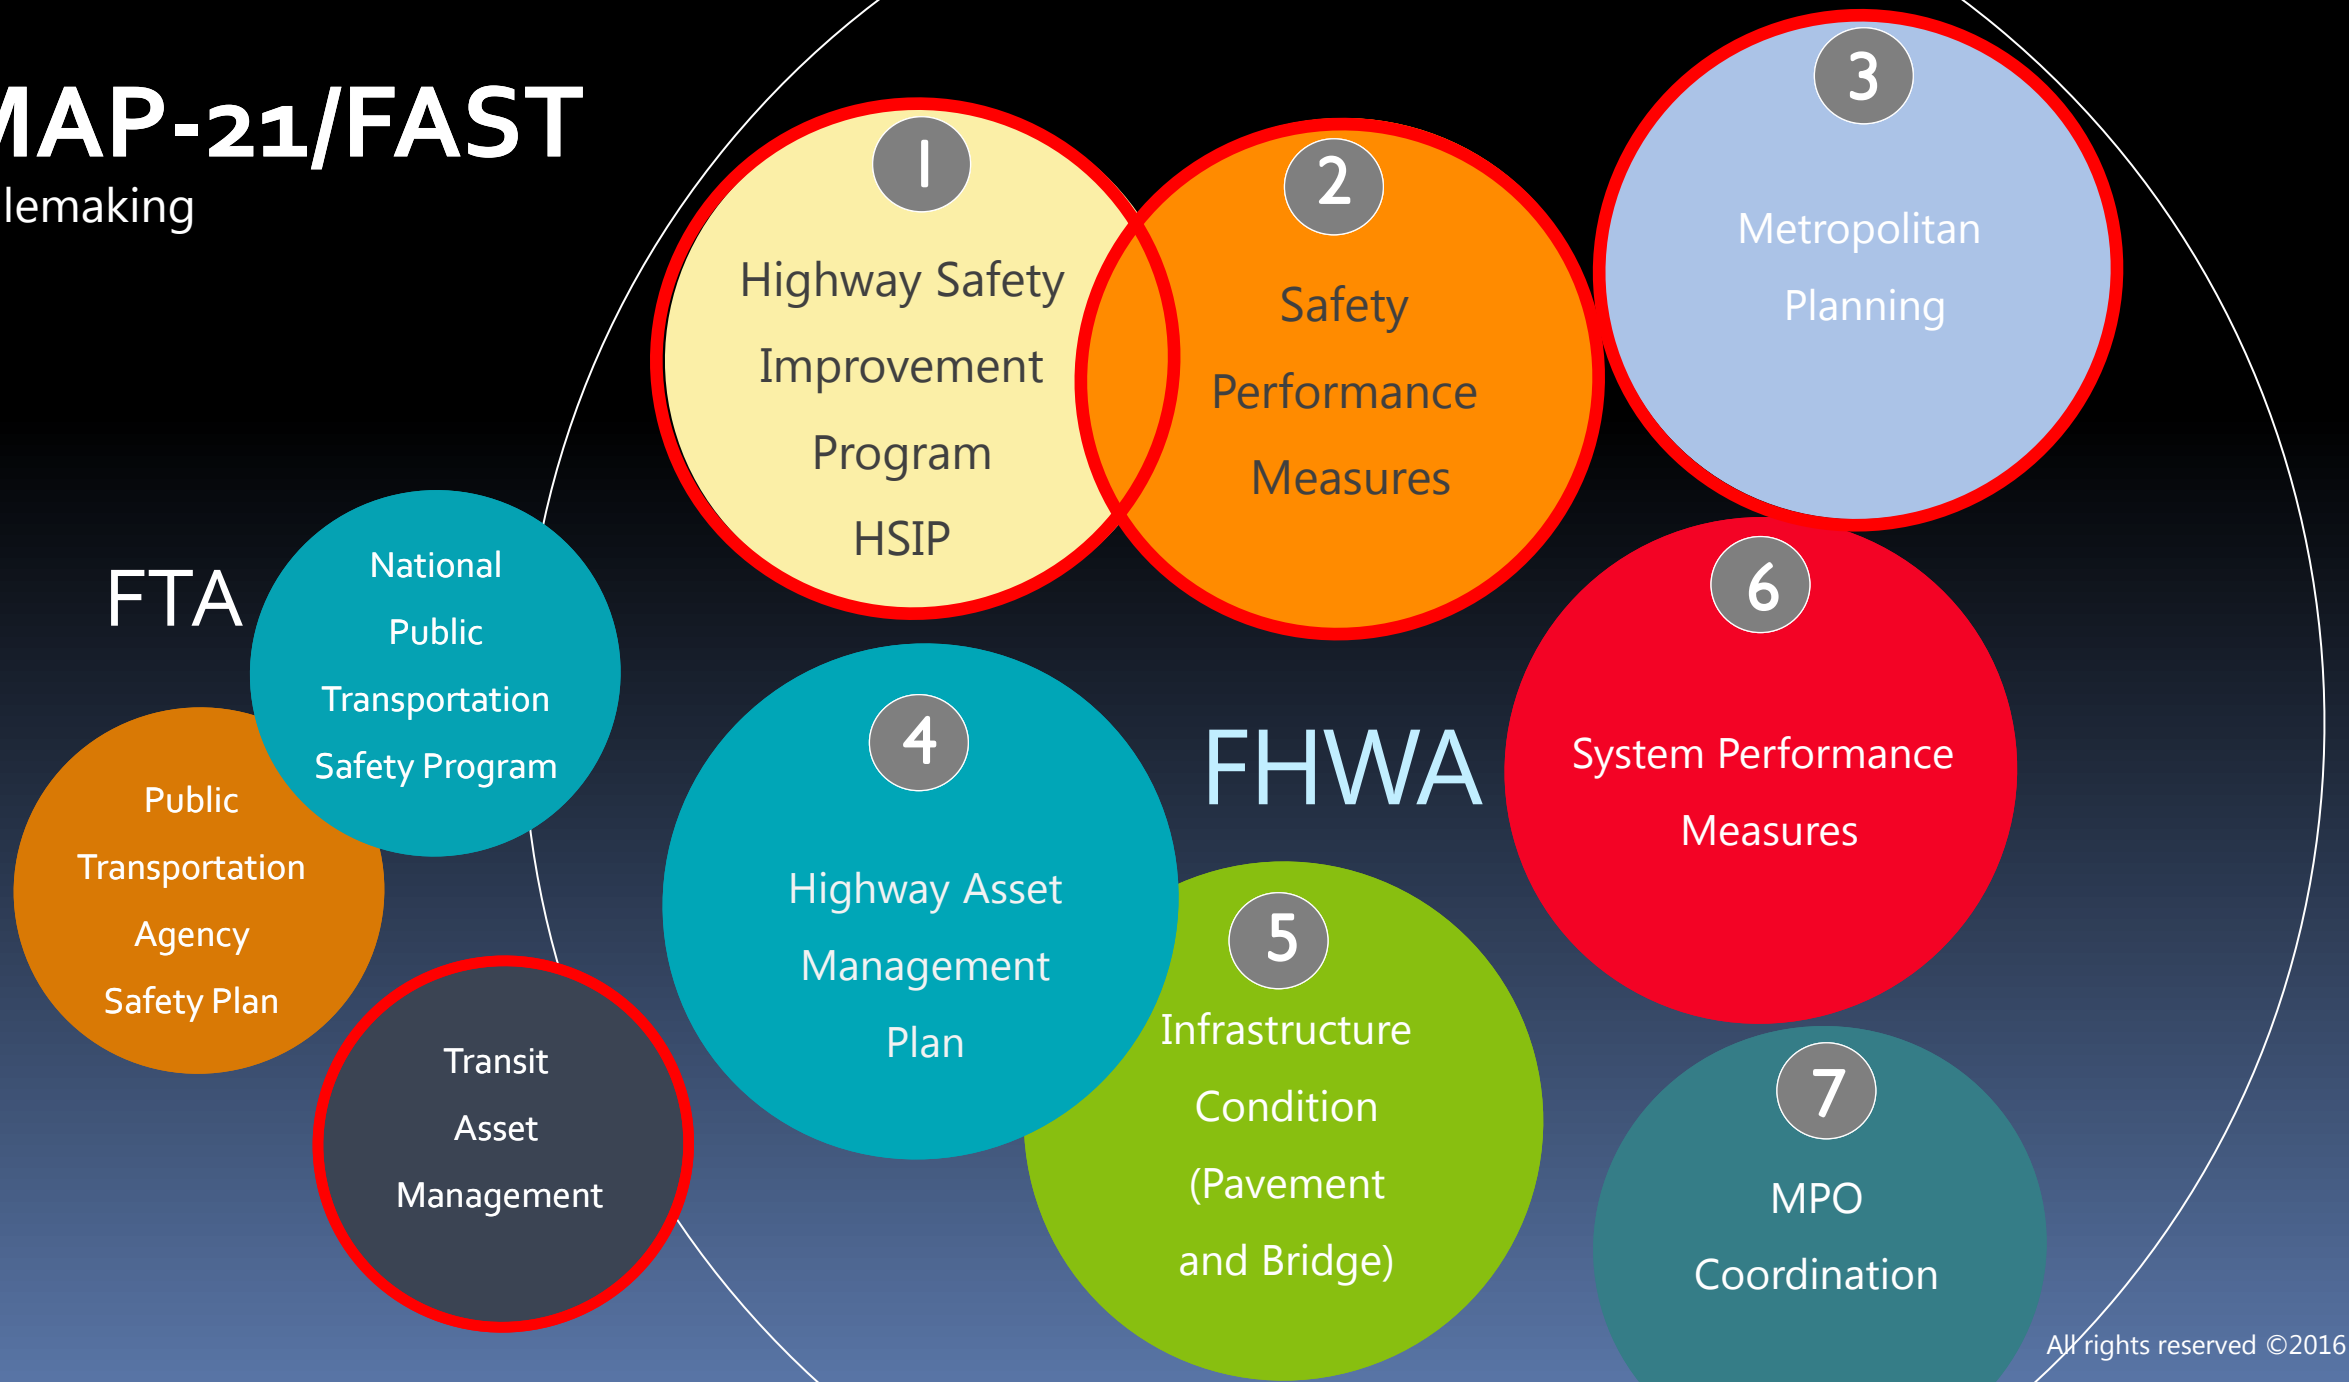 MAP-21/FAST
lemaking
1
Highway Safety
Improvement
Program
HSIP
2
Safety
Performance
Measures
3
Metropolitan
Planning
FTA
National
Public
Transportation
Safety Program
Public
Transportation
Agency
Safety Plan
Transit
Asset
Management
4
Highway Asset
Management
Plan
FHWA
5
Infrastructure
Condition
(Pavement
and Bridge)
6
System Performance
Measures
7
MPO
Coordination
All rights reserved ©2016